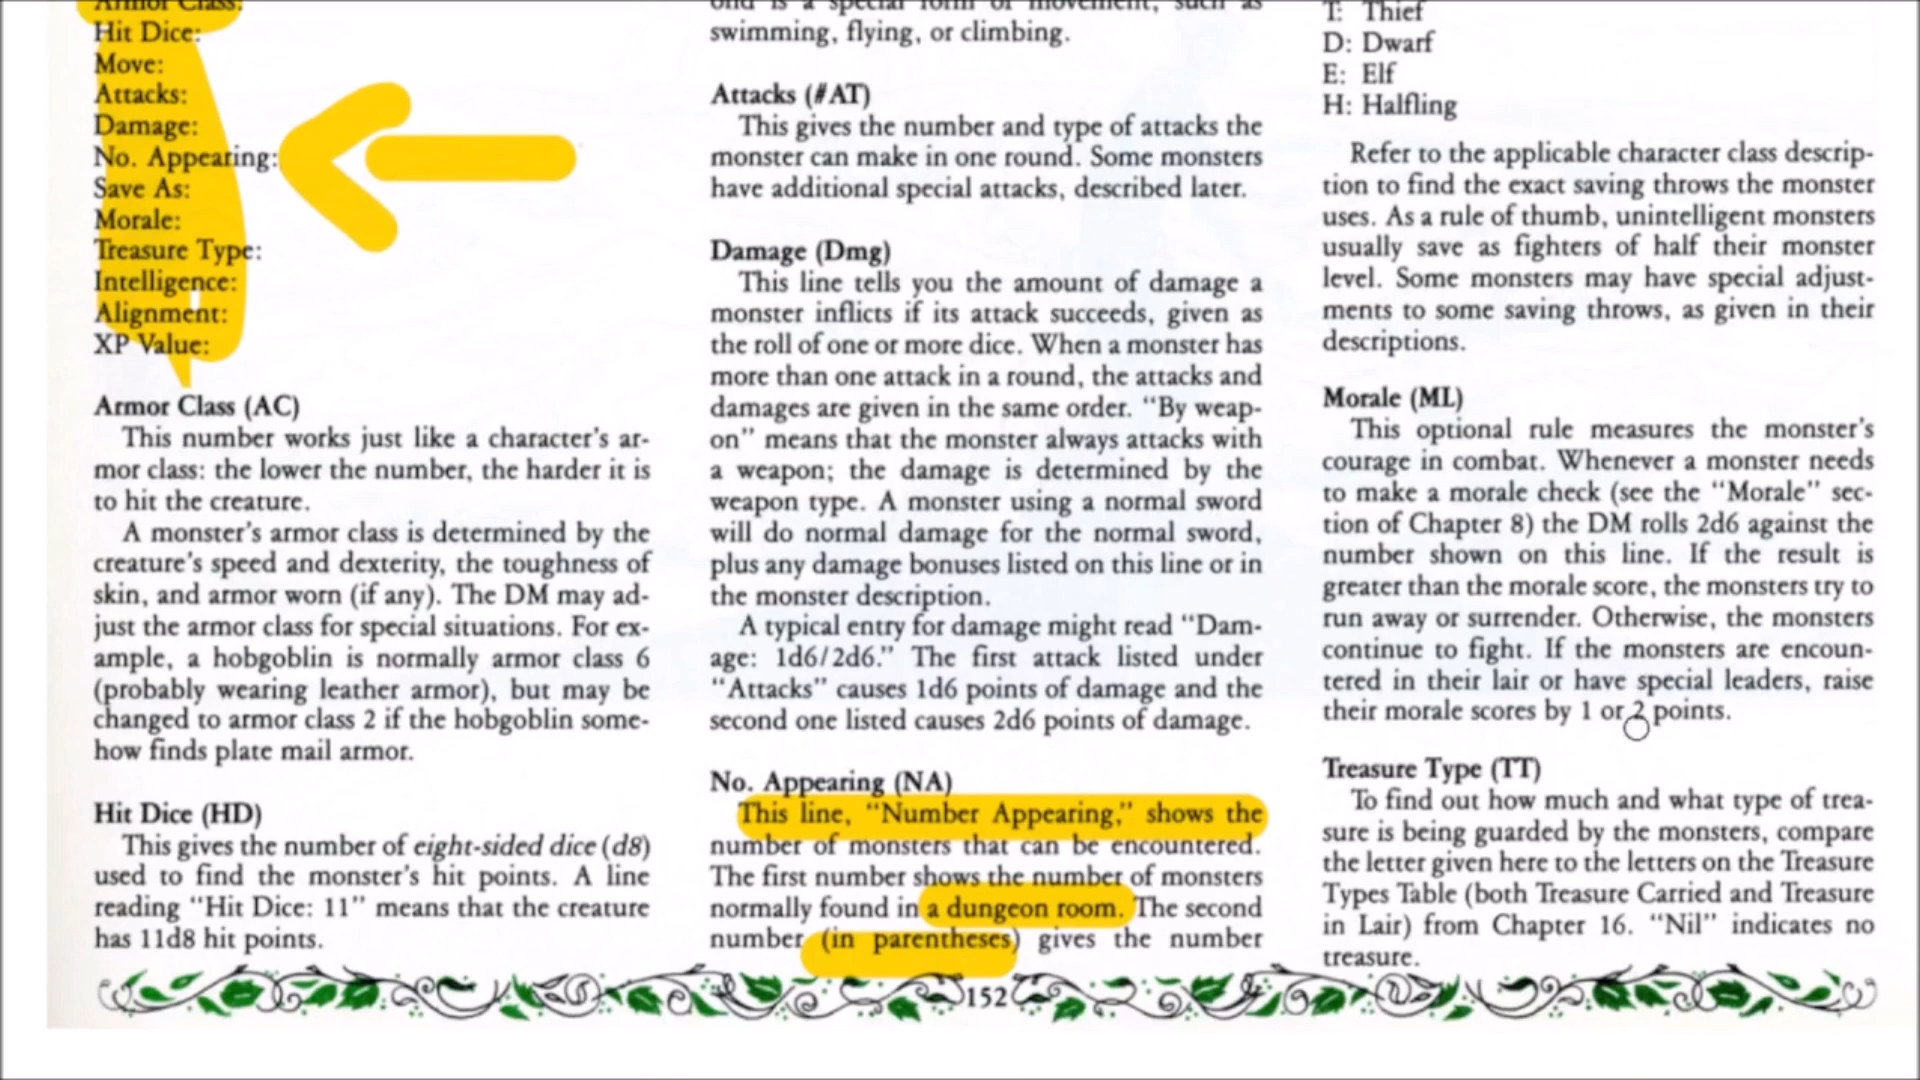 Armor Class:
Hit Dice:
Move:
Attacks:
Damage:
No. Appearing:
Save As:
Morale:
Treasure Type:
Intelligence:
Alignment:
XP Value:
Armor Class (AC)
This number works just like a character's ar-
mor class: the lower the number, the harder it is
to hit the creature.
A monster's armor class is determined by the
creature's speed and dexterity, the toughness of
skin, and armor worn (if any). The DM may ad-
just the armor class for special situations. For ex-
ample, a hobgoblin is normally armor class 6
(probably wearing leather armor), but may be
changed to armor class 2 if the hobgoblin some-
how finds plate mail armor.
Hit Dice (HD)
This gives the number of eight-sided dice (d8)
used to find the monster's hit points. A line
reading "Hit Dice: 11" means that the creature
has 11d8 hit points.
ond is a special form of movement, such as
swimming, flying, or climbing.
Attacks (#AT)
This gives the number and type of attacks the
monster can make in one round. Some monsters
have additional special attacks, described later.
Damage (Dmg)
This line tells you the amount of damage a
monster inflicts if its attack succeeds, given as
the roll of one or more dice. When a monster has
more than one attack in a round, the attacks and
damages are given in the same order. "By weap-
on" means that the monster always attacks with
a weapon; the damage is determined by the
weapon type. A monster using a normal sword
will do normal damage for the normal sword,
plus any damage bonuses listed on this line or in
the monster description.
A typical entry for damage might read "Dam-
age: 1d6/2d6." The first attack listed under
"Attacks" causes 1d6 points of damage and the
second one listed causes 2d6 points of damage.
No. Appearing (NA)
This line, "Number Appearing," shows the
number of monsters that can be encountered.
The first number shows the number of monsters
normally found in a dungeon room. The second
number (in parentheses) gives the number
T: Thief
D: Dwarf
E: Elf
H: Halfling
Refer to the applicable character class descrip-
tion to find the exact saving throws the monster
uses. As a rule of thumb, unintelligent monsters
usually save as fighters of half their monster
level. Some monsters may have special adjust-
ments to some saving throws, as given in their
descriptions.
Morale (ML)
This optional rule measures the monster's
courage in combat. Whenever a monster needs
to make a morale check (see the "Morale" sec-
tion of Chapter 8) the DM rolls 2d6 against the
number shown on this line. If the result is
greater than the morale score, the monsters try to
run away or surrender. Otherwise, the monsters
continue to fight. If the monsters are encoun-
tered in their lair or have special leaders, raise
their morale scores by 1 or 2 points.
Treasure Type (TT)
To find out how much and what type of trea-
sure is being guarded by the monsters, compare
the letter given here to the letters on the Treasure
Types Table (both Treasure Carried and Treasure
in Lair) from Chapter 16. "Nil" indicates no
treasure.
152